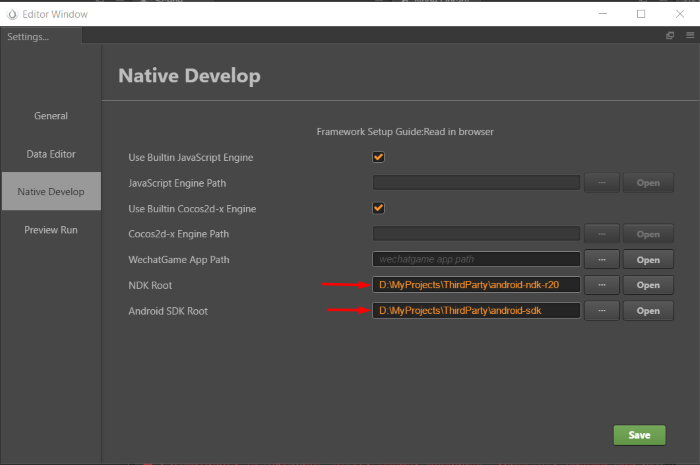 Editor Window
Settings...
Native Develop
General
Data Editor
Native Develop
Preview Run
Framework Setup Guide:Read in browser
Use Builtin JavaScript Engine
JavaScript Engine Path ... Open
Use Builtin Cocos2d-x Engine
Cocos2d-x Engine Path ... Open
WechatGame App Path wechatgame app path ... Open
NDK Root D:\MyProjects\ThirdParty\android-ndk-r20 ... Open
Android SDK Root D:\MyProjects\ThirdParty\android-sdk ... Open
Save